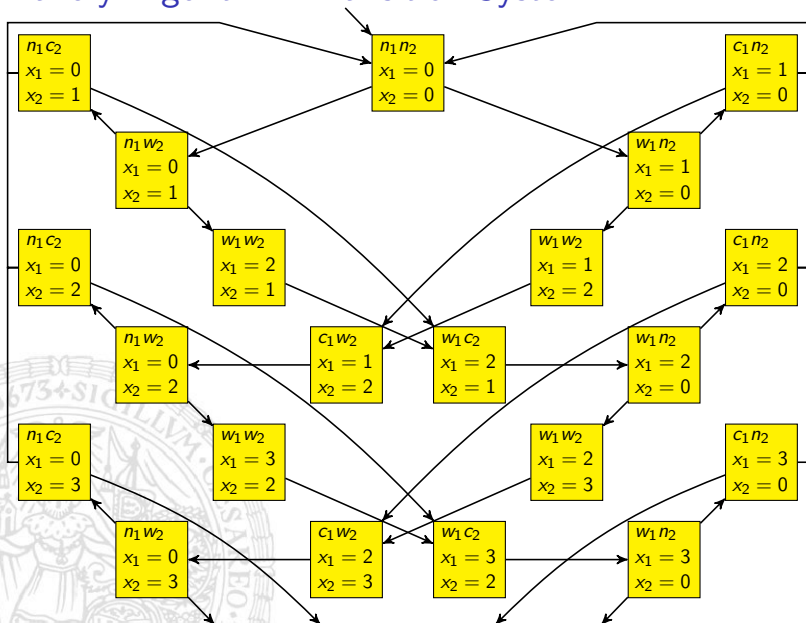 n₁c₂
x₁ = 0
x₂ = 1
n₁n₂
x₁ = 0
x₂ = 0
c₁n₂
x₁ = 1
x₂ = 0
n₁w₂
x₁ = 0
x₂ = 1
w₁n₂
x₁ = 1
x₂ = 0
n₁c₂
x₁ = 0
x₂ = 2
w₁w₂
x₁ = 2
x₂ = 1
w₁w₂
x₁ = 1
x₂ = 2
c₁n₂
x₁ = 2
x₂ = 0
n₁w₂
x₁ = 0
x₂ = 2
c₁w₂
x₁ = 1
x₂ = 2
w₁c₂
x₁ = 2
x₂ = 1
w₁n₂
x₁ = 2
x₂ = 0
n₁c₂
x₁ = 0
x₂ = 3
w₁w₂
x₁ = 3
x₂ = 2
w₁w₂
x₁ = 2
x₂ = 3
c₁n₂
x₁ = 3
x₂ = 0
n₁w₂
x₁ = 0
x₂ = 3
c₁w₂
x₁ = 2
x₂ = 3
w₁c₂
x₁ = 3
x₂ = 2
w₁n₂
x₁ = 3
x₂ = 0